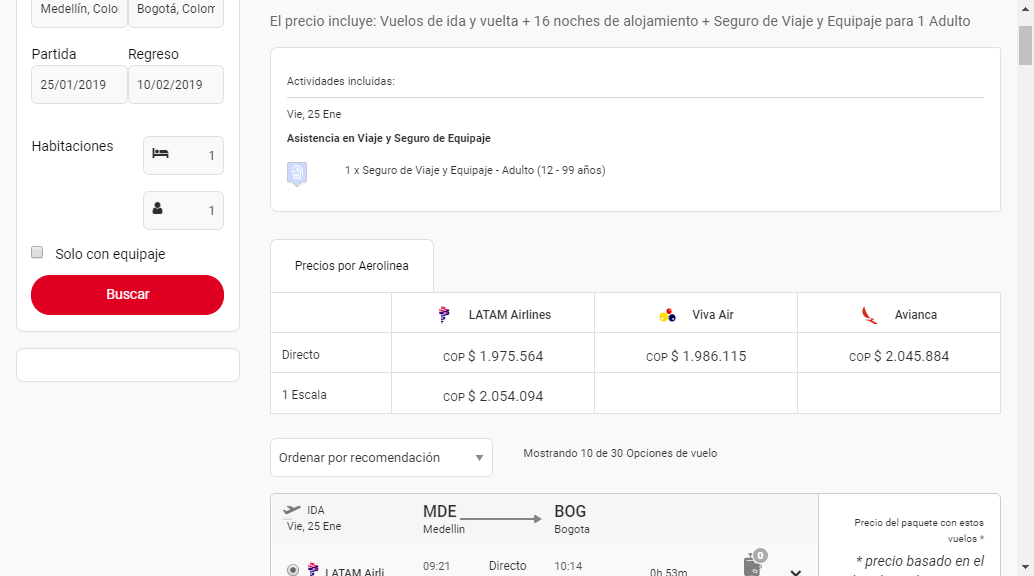 Medellín, Colo
Bogotá, Colom
Partida
Regreso
25/01/2019
10/02/2019
Habitaciones
1
1
Solo con equipaje
Buscar
El precio incluye: Vuelos de ida y vuelta + 16 noches de alojamiento + Seguro de Viaje y Equipaje para 1 Adulto
Actividades incluidas:
Vie, 25 Ene
Asistencia en Viaje y Seguro de Equipaje
1 x Seguro de Viaje y Equipaje - Adulto (12 - 99 años)
Precios por Aerolinea
LATAM Airlines
Viva Air
Avianca
Directo
COP $ 1.975.564
COP $ 1.986.115
COP $ 2.045.884
1 Escala
COP $ 2.054.094
Ordenar por recomendación
Mostrando 10 de 30 Opciones de vuelo
IDA
Vie, 25 Ene
MDE
Medellin
BOG
Bogota
LATAM Airli
09:21
Directo
10:14
0h 53m
0
Precio del paquete con estos
vuelos *
* precio basado en el